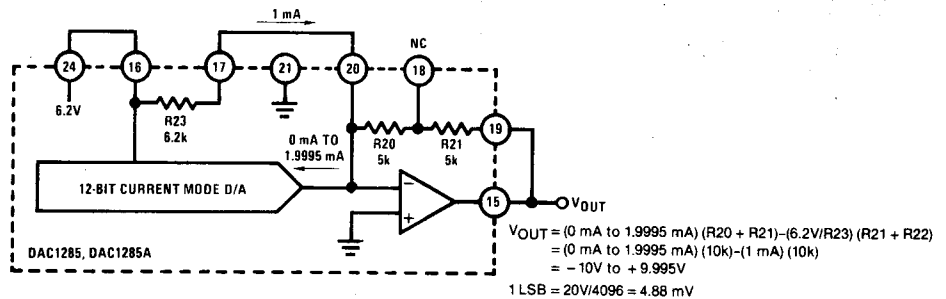 1 mA
NC
24
16
17
21
20
18
6.2V
R23
6.2k
0 mA TO
1.9995 mA
R20
5k
R21
5k
19
12-BIT CURRENT MODE D/A
−
+
15
VOUT
DAC1285, DAC1285A
VOUT = (0 mA to 1.9995 mA) (R20 + R21)–(6.2V/R23) (R21 + R22)
= (0 mA to 1.9995 mA) (10k)–(1 mA) (10k)
= −10V to +9.995V
1 LSB = 20V/4096 = 4.88 mV